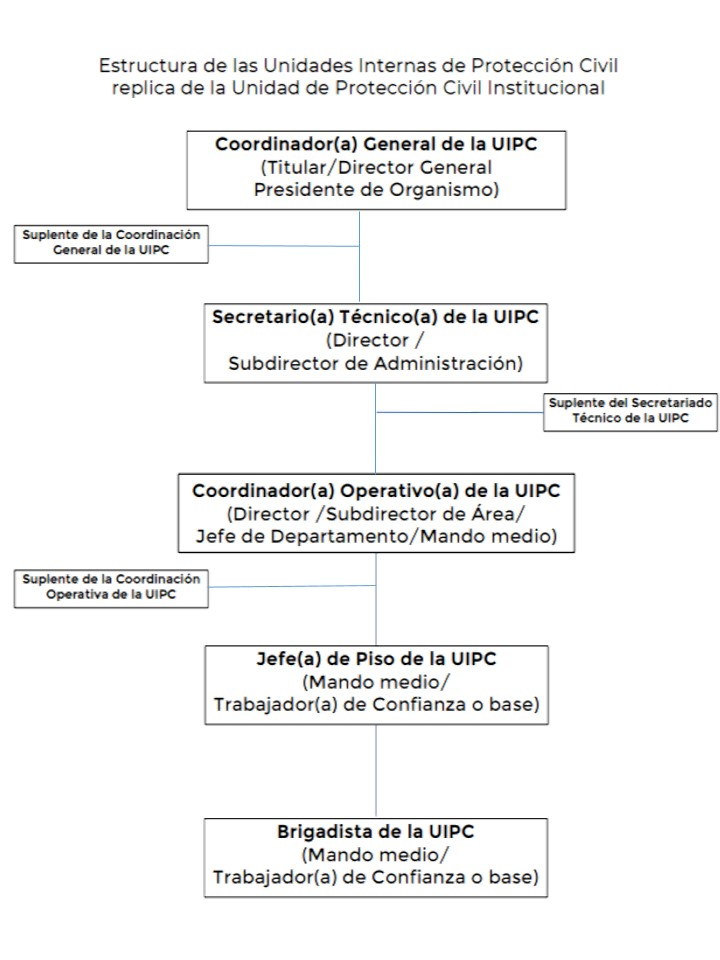 Estructura de las Unidades Internas de Protección Civil
replica de la Unidad de Protección Civil Institucional
Coordinador(a) General de la UIPC
(Titular/Director General
Presidente de Organismo)
Suplente de la Coordinación
General de la UIPC
Secretario(a) Técnico(a) de la UIPC
(Director /
Subdirector de Administración)
Suplente del Secretariado
Técnico de la UIPC
Coordinador(a) Operativo(a) de la UIPC
(Director /Subdirector de Área/
Jefe de Departamento/Mando medio)
Suplente de la Coordinación
Operativa de la UIPC
Jefe(a) de Piso de la UIPC
(Mando medio/
Trabajador(a) de Confianza o base)
Brigadista de la UIPC
(Mando medio/
Trabajador(a) de Confianza o base)